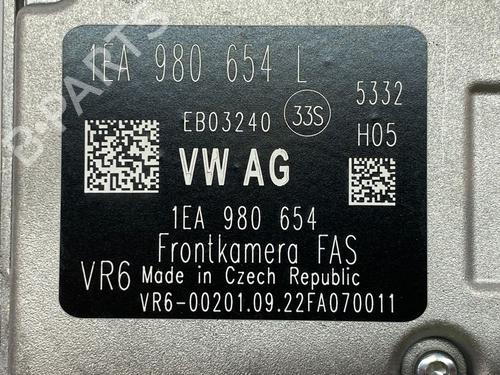 1EA 980 654 L
5332
EB03240
33S
H05
VW AG
1EA 980 654
Frontkamera FAS
VR6 Made in Czech Republic
VR6-00201.09.22FA070011
B-PARTS